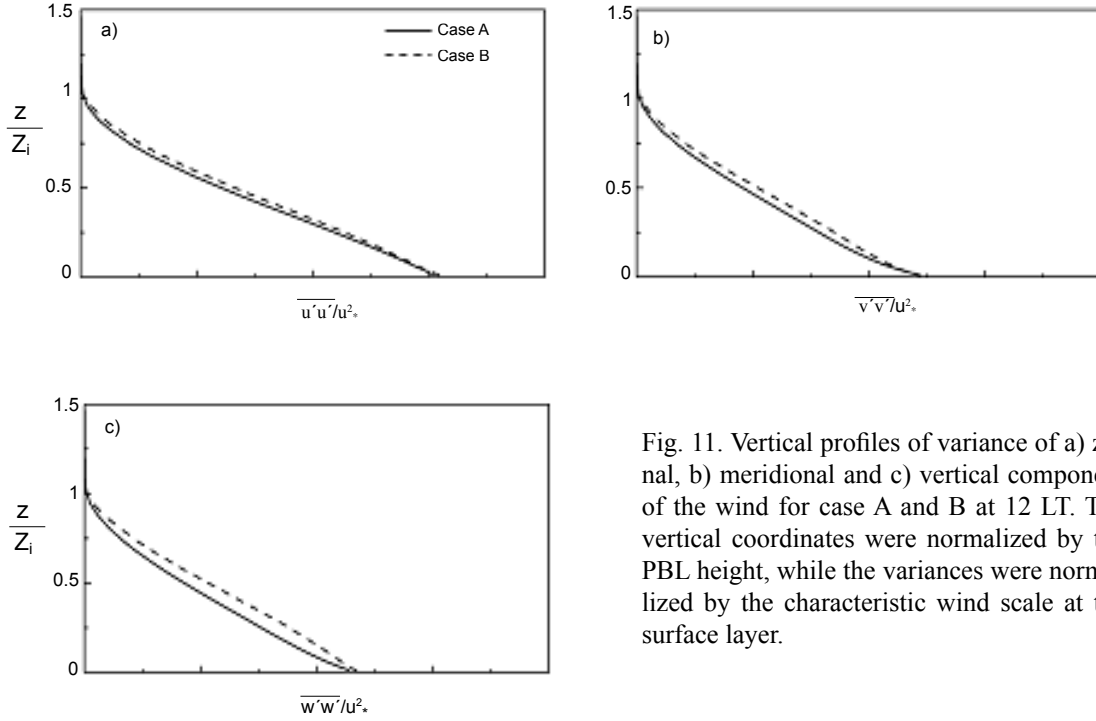 1.5
a)
Case A
Case B
1
z
Zi
0.5
0
u´u´/u²*
1.5
b)
1
0.5
0
v´v´/u²*
1.5
c)
1
z
Zi
0.5
0
w´w´/u²*
Fig. 11. Vertical profiles of variance of a) z
nal, b) meridional and c) vertical compone
of the wind for case A and B at 12 LT. T
vertical coordinates were normalized by t
PBL height, while the variances were norm
lized by the characteristic wind scale at t
surface layer.